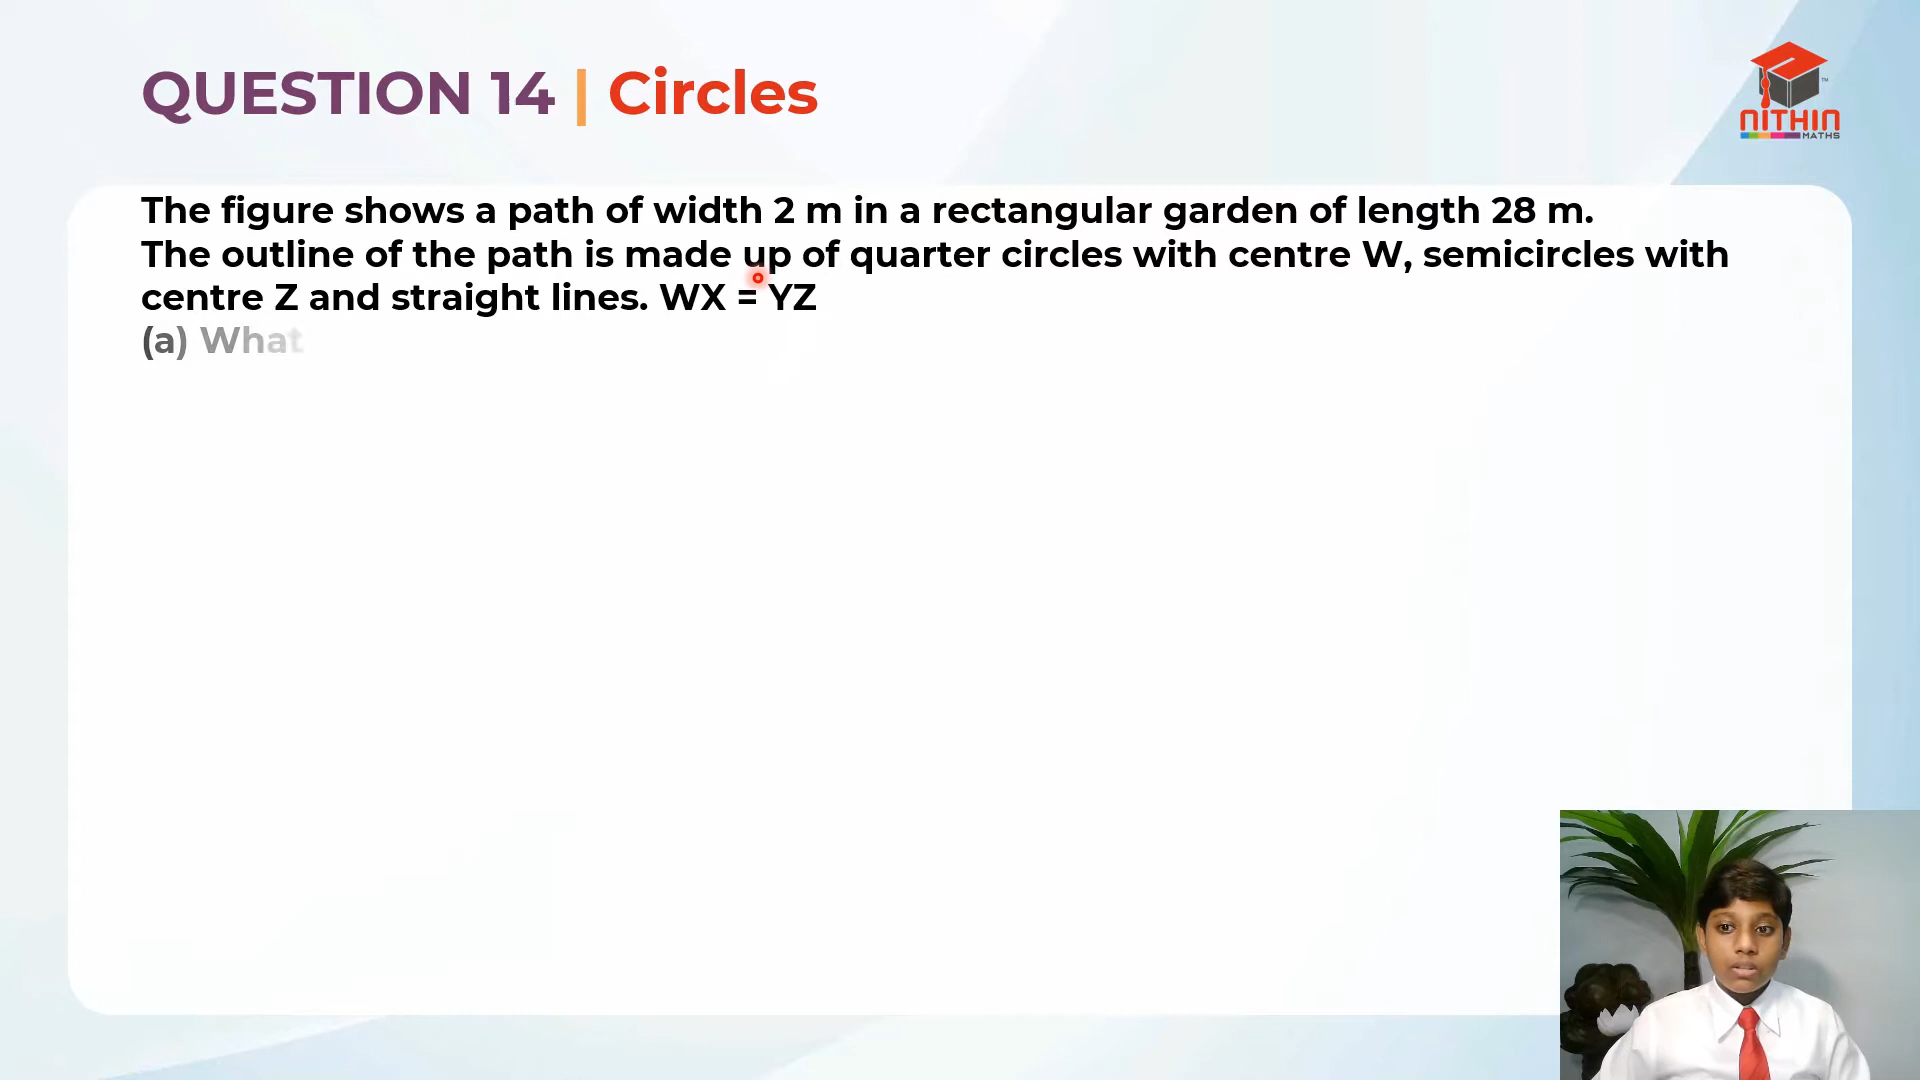 QUESTION 14 | Circles
NITHIN
MATHS
The figure shows a path of width 2 m in a rectangular garden of length 28 m.
The outline of the path is made up of quarter circles with centre W, semicircles with
centre Z and straight lines. WX = YZ
(a) What